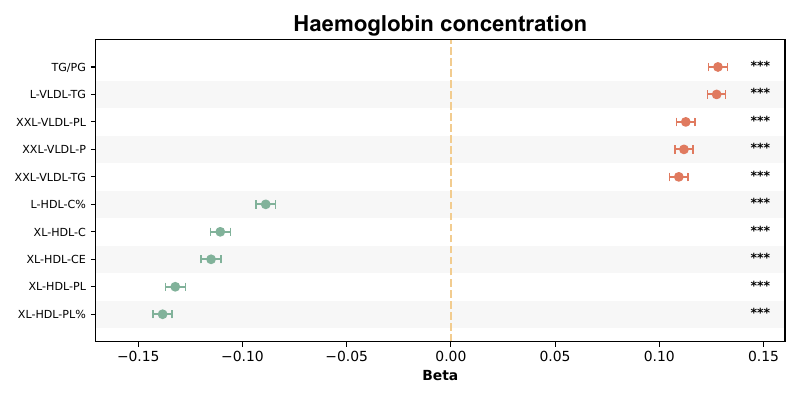 Haemoglobin concentration
TG/PG ***
L-VLDL-TG ***
XXL-VLDL-PL ***
XXL-VLDL-P ***
XXL-VLDL-TG ***
L-HDL-C% ***
XL-HDL-C ***
XL-HDL-CE ***
XL-HDL-PL ***
XL-HDL-PL% ***
−0.15 −0.10 −0.05 0.00 0.05 0.10 0.15
Beta